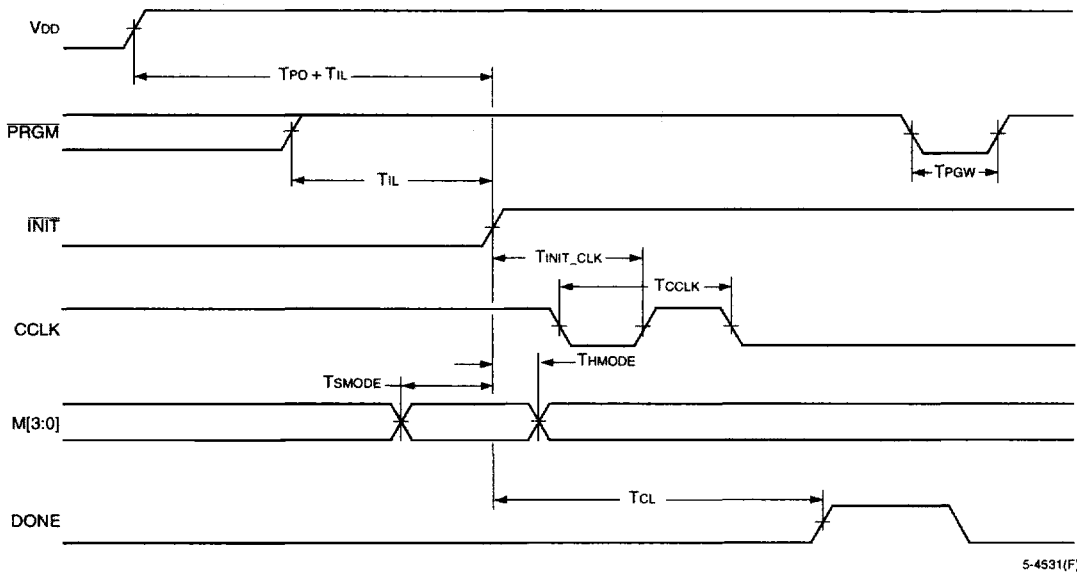 VDD
TPO + TIL
PRGM
TPGW
TIL
INIT
TINIT_CLK
TCCLK
CCLK
THMODE
TSMODE
M[3:0]
TCL
DONE
5-4531(F)